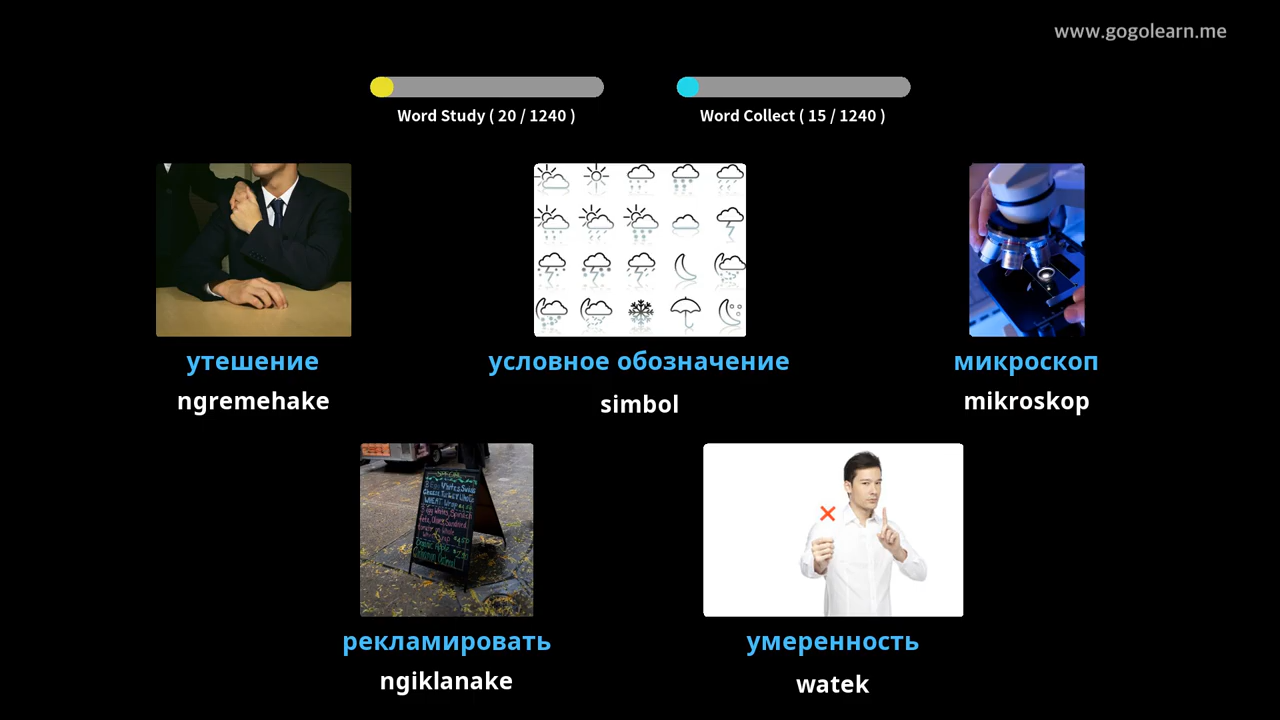 www.gogolearn.me
Word Study ( 20 / 1240 )
Word Collect ( 15 / 1240 )
утешение
условное обозначение
микроскоп
ngremehake
simbol
mikroskop
рекламировать
умеренность
ngiklanake
watek